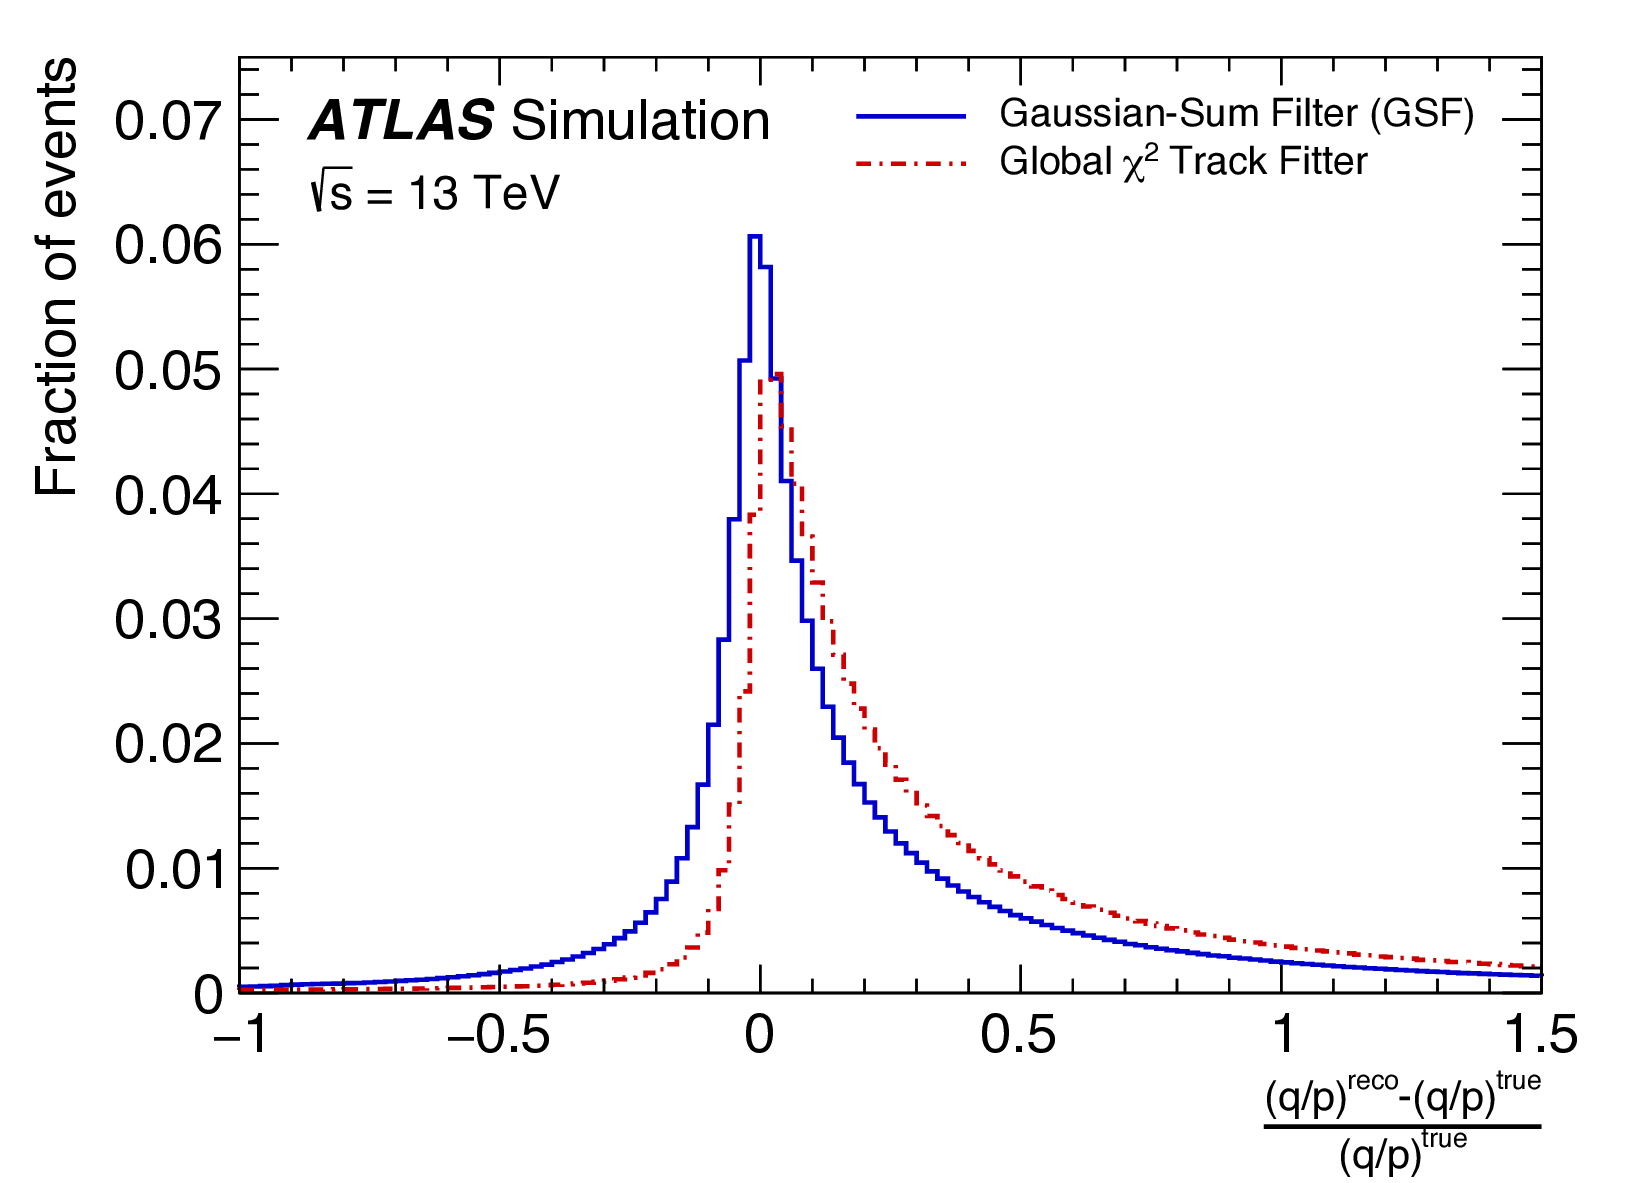 Fraction of events
0.07
0.06
0.05
0.04
0.03
0.02
0.01
0
ATLAS Simulation
√s = 13 TeV
Gaussian-Sum Filter (GSF)
Global χ² Track Fitter
−1 −0.5 0 0.5 1 1.5
(q/p)^reco-(q/p)^true
(q/p)^true